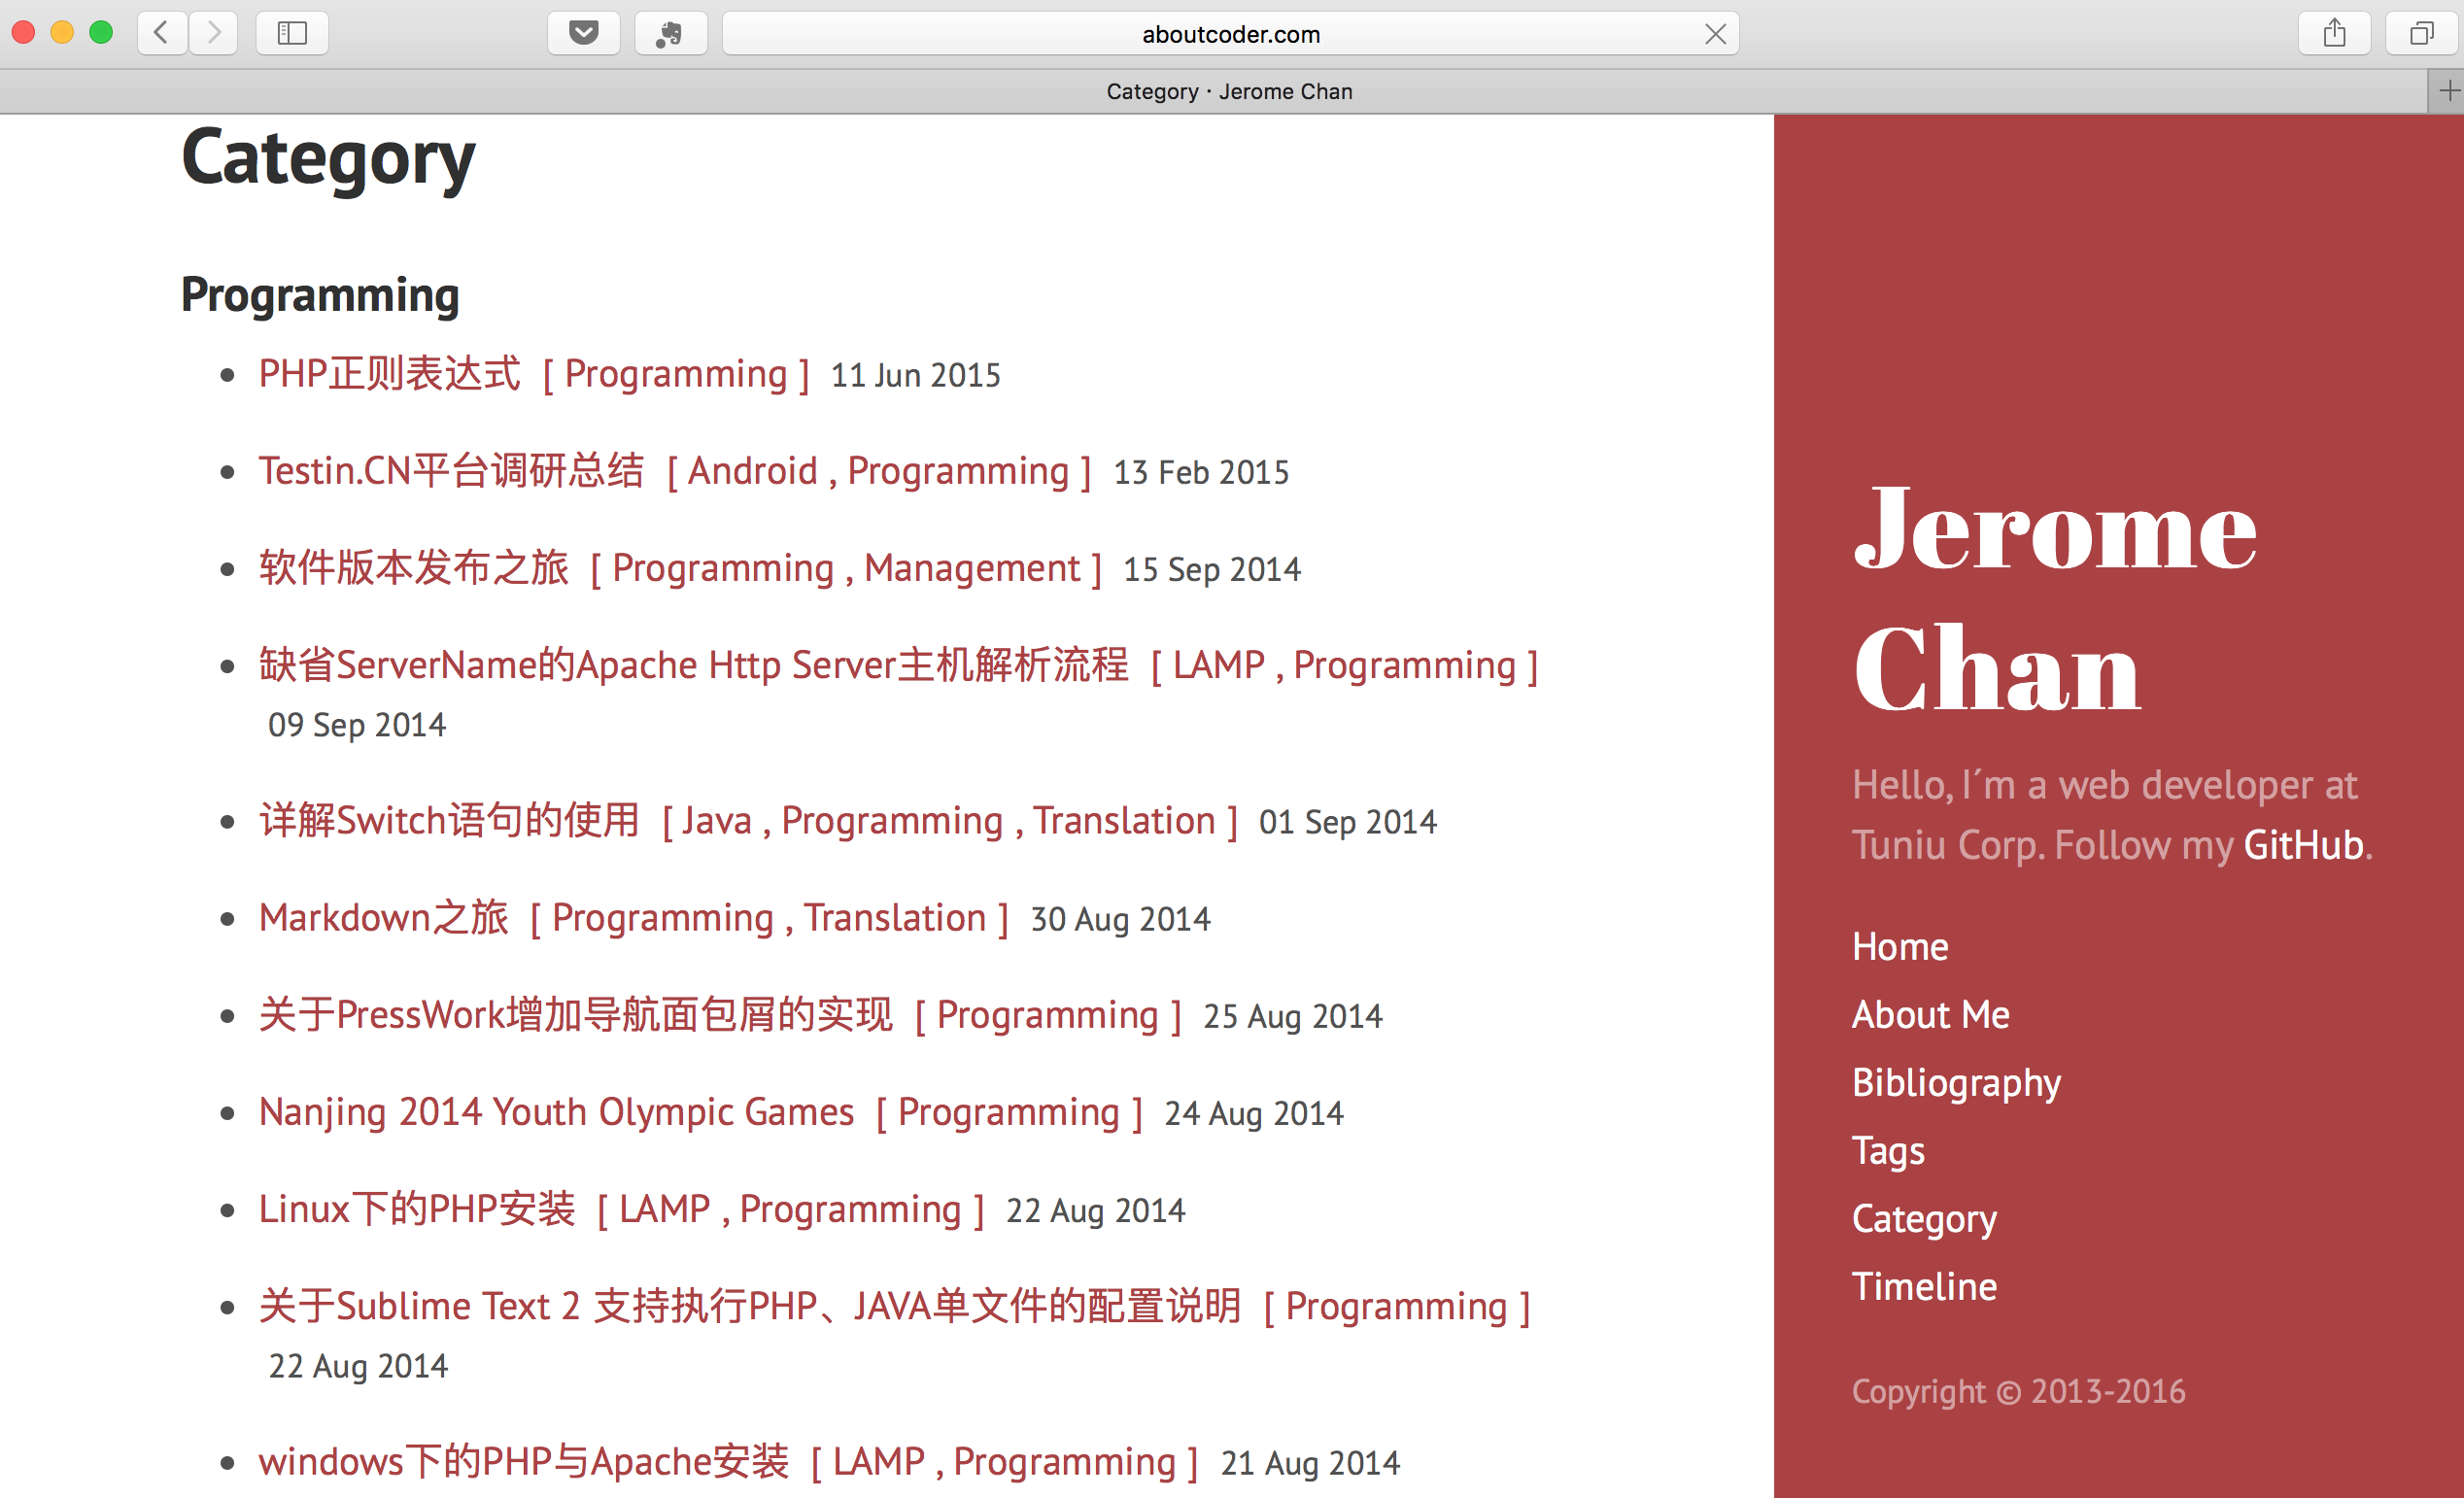 aboutcoder.com
Category · Jerome Chan
Category
Programming
PHP正则表达式 [ Programming ] 11 Jun 2015
Testin.CN平台调研总结 [ Android , Programming ] 13 Feb 2015
软件版本发布之旅 [ Programming , Management ] 15 Sep 2014
缺省ServerName的Apache Http Server主机解析流程 [ LAMP , Programming ]
09 Sep 2014
详解Switch语句的使用 [ Java , Programming , Translation ] 01 Sep 2014
Markdown之旅 [ Programming , Translation ] 30 Aug 2014
关于PressWork增加导航面包屑的实现 [ Programming ] 25 Aug 2014
Nanjing 2014 Youth Olympic Games [ Programming ] 24 Aug 2014
Linux下的PHP安装 [ LAMP , Programming ] 22 Aug 2014
关于Sublime Text 2 支持执行PHP、JAVA单文件的配置说明 [ Programming ]
22 Aug 2014
windows下的PHP与Apache安装 [ LAMP , Programming ] 21 Aug 2014
Jerome
Chan
Hello, I´m a web developer at
Tuniu Corp. Follow my GitHub.
Home
About Me
Bibliography
Tags
Category
Timeline
Copyright © 2013-2016